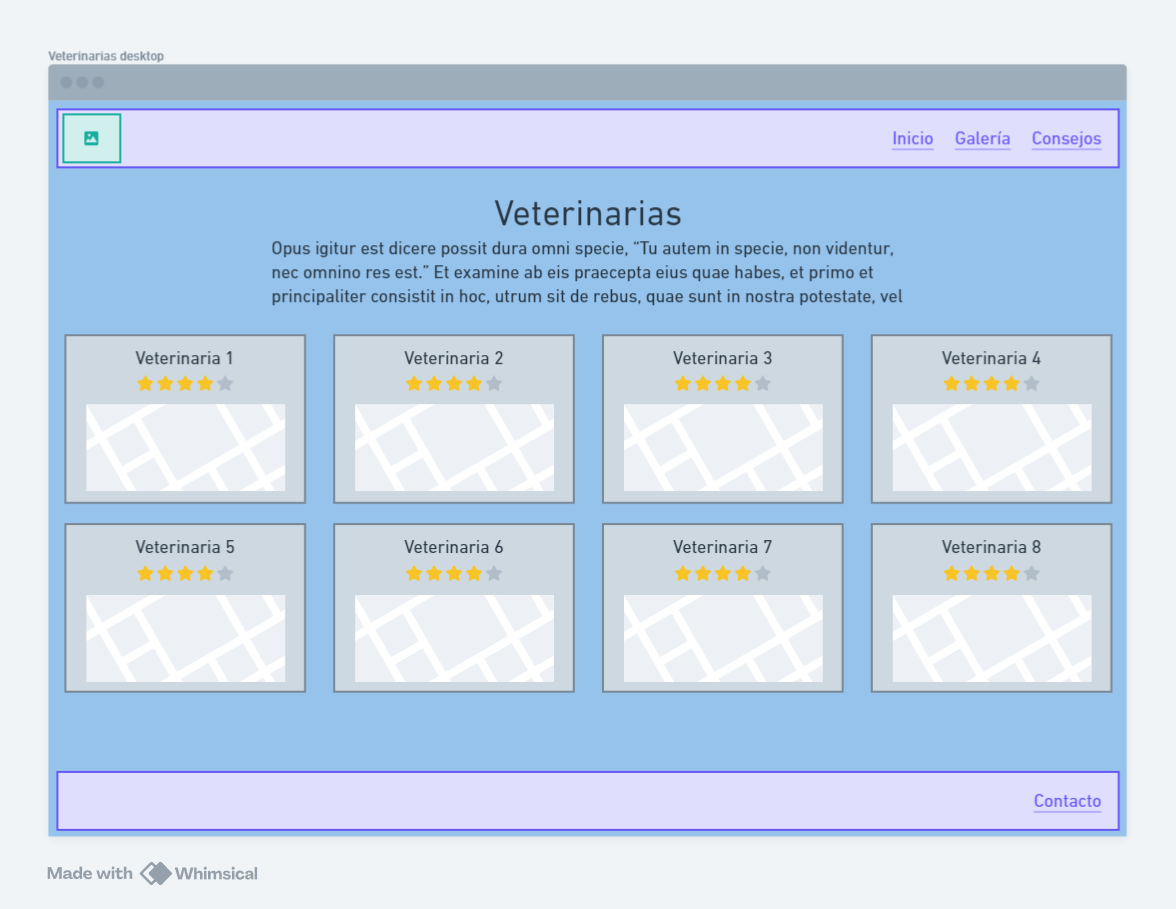 Veterinarias desktop
Inicio Galería Consejos
Veterinarias
Opus igitur est dicere possit dura omni specie, “Tu autem in specie, non videntur,
nec omnino res est.” Et examine ab eis praecepta eius quae habes, et primo et
principaliter consistit in hoc, utrum sit de rebus, quae sunt in nostra potestate, vel
Veterinaria 1
Veterinaria 2
Veterinaria 3
Veterinaria 4
Veterinaria 5
Veterinaria 6
Veterinaria 7
Veterinaria 8
Contacto
Made with Whimsical